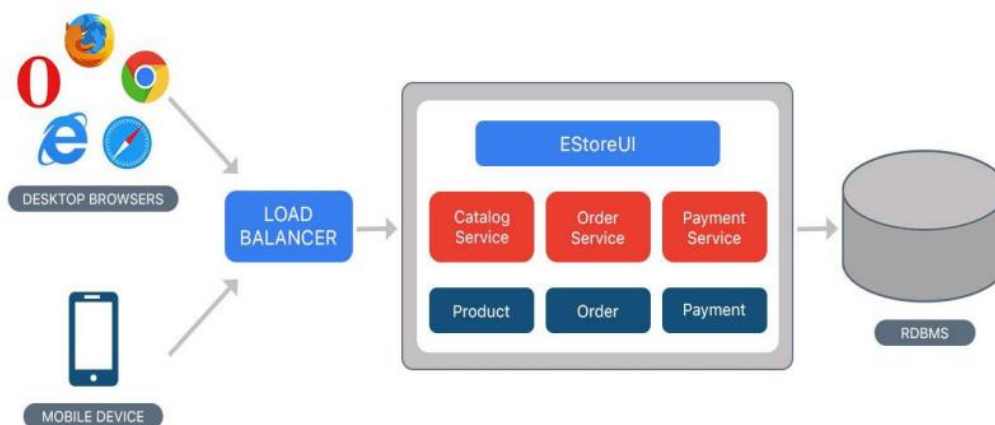 DESKTOP BROWSERS
LOAD
BALANCER
MOBILE DEVICE
EStoreUI
Catalog
Service
Order
Service
Payment
Service
Product
Order
Payment
RDBMS